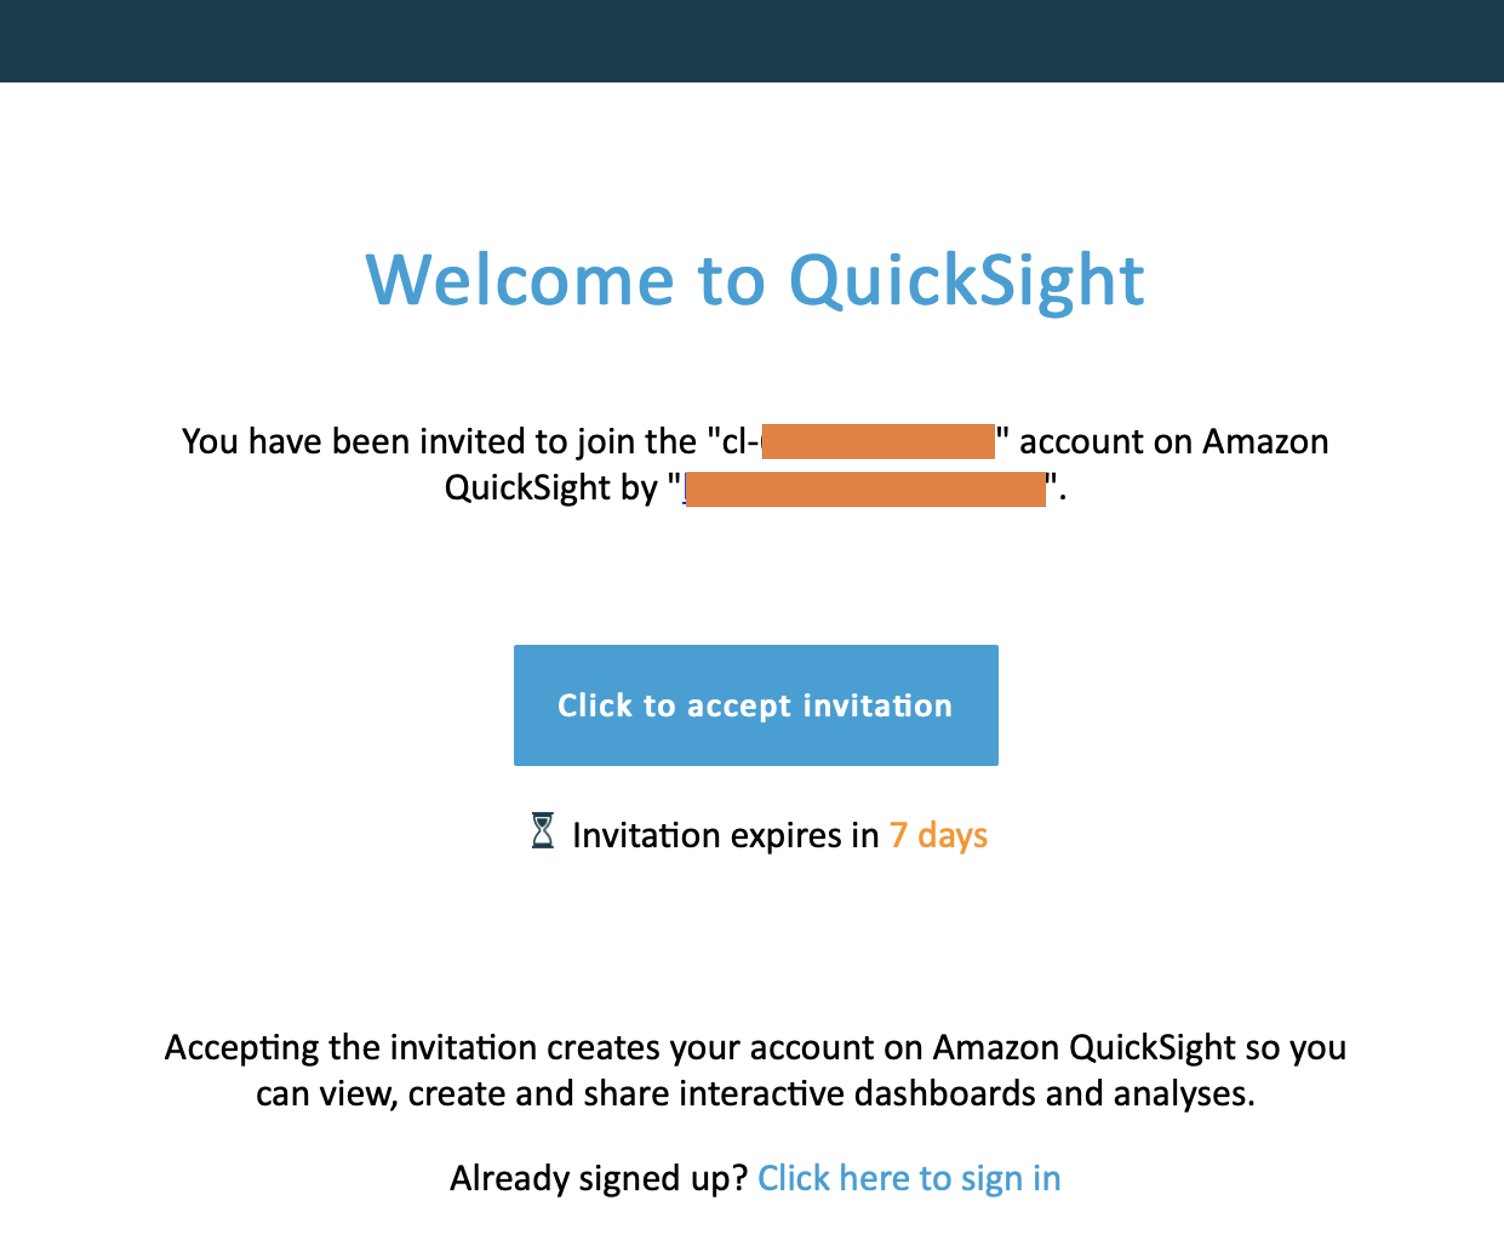 Welcome to QuickSight
You have been invited to join the "cl-" account on Amazon
QuickSight by "".
Click to accept invitation
Invitation expires in 7 days
Accepting the invitation creates your account on Amazon QuickSight so you
can view, create and share interactive dashboards and analyses.
Already signed up? Click here to sign in